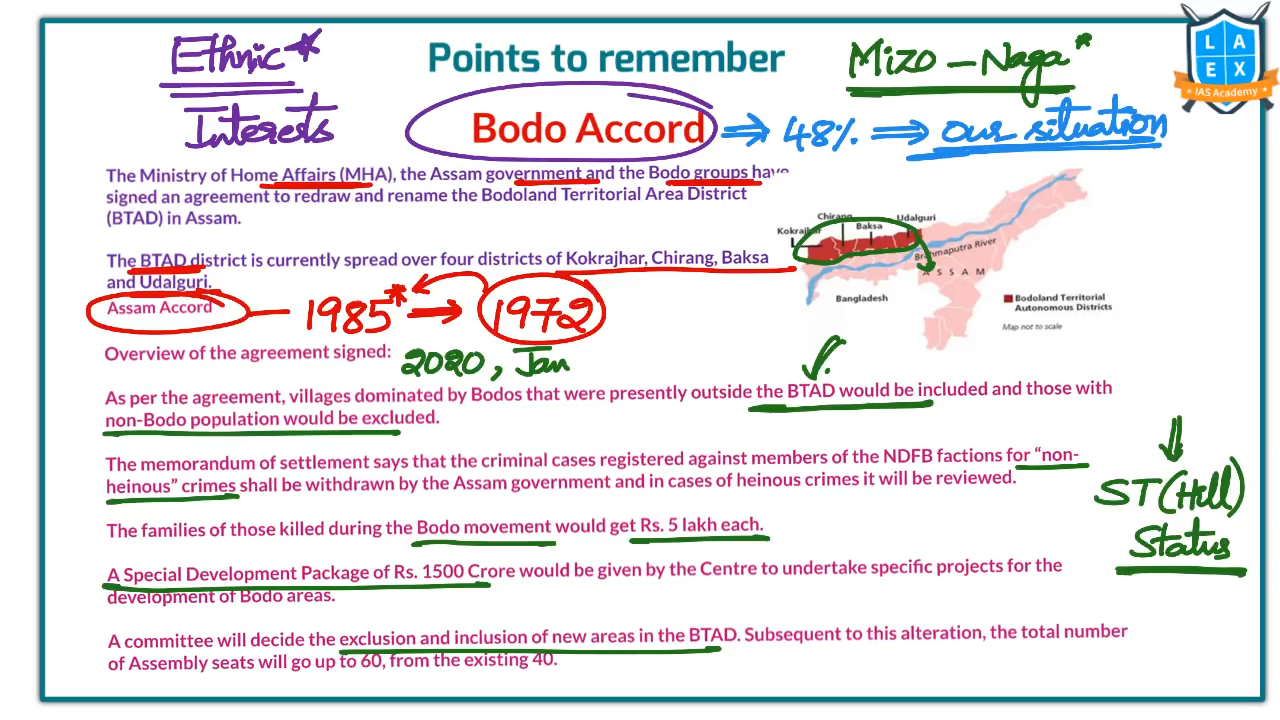 Ethnic *
Interests
Points to remember
Mizo - Naga *
L A
E X
IAS Academy
Bodo Accord ⇒ 48% ⇒ our situation
The Ministry of Home Affairs (MHA), the Assam government and the Bodo groups have
signed an agreement to redraw and rename the Bodoland Territorial Area District
(BTAD) in Assam.
The BTAD district is currently spread over four districts of Kokrajhar, Chirang, Baksa
and Udalguri.
Chirang
Udalguri
Kokrajhar
Baksa
Brahmaputra River
ASSAM
Bangladesh
Bodoland Territorial
Autonomous Districts
Map not to scale
Assam Accord — 1985* → 1972
Overview of the agreement signed: 2020, Jan
As per the agreement, villages dominated by Bodos that were presently outside the BTAD would be included and those with
non-Bodo population would be excluded.
The memorandum of settlement says that the criminal cases registered against members of the NDFB factions for “non-
heinous” crimes shall be withdrawn by the Assam government and in cases of heinous crimes it will be reviewed.
ST (Hill)
Status
The families of those killed during the Bodo movement would get Rs. 5 lakh each.
A Special Development Package of Rs. 1500 Crore would be given by the Centre to undertake specific projects for the
development of Bodo areas.
A committee will decide the exclusion and inclusion of new areas in the BTAD. Subsequent to this alteration, the total number
of Assembly seats will go up to 60, from the existing 40.